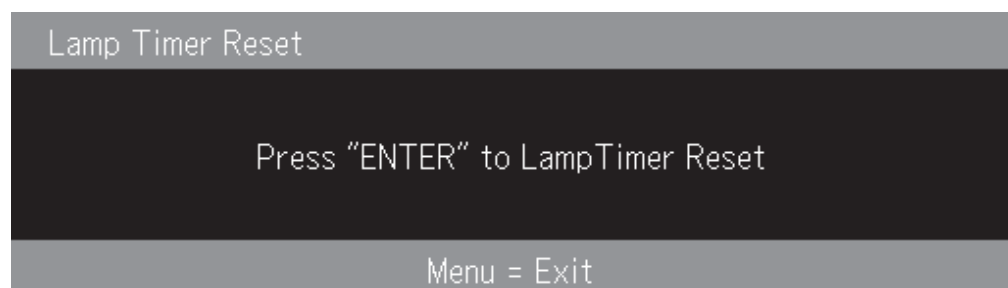 Lamp Timer Reset
Press "ENTER" to LampTimer Reset
Menu = Exit